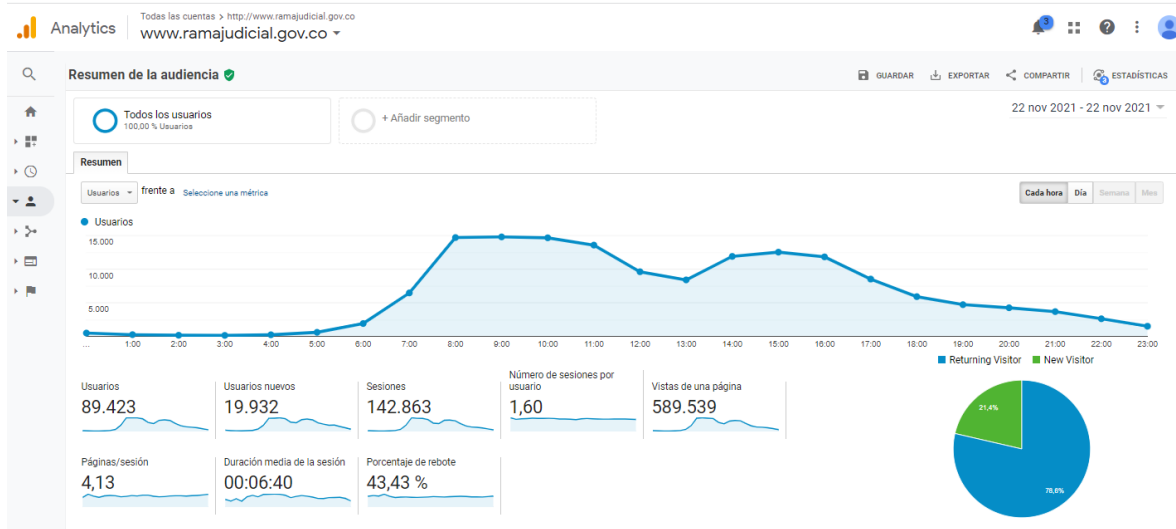 Analytics
Todas las cuentas > http://www.ramajudicial.gov.co
www.ramajudicial.gov.co
3
Resumen de la audiencia
GUARDAR
EXPORTAR
COMPARTIR
3
ESTADÍSTICAS
Todos los usuarios
100,00 % Usuarios
+ Añadir segmento
22 nov 2021 - 22 nov 2021
Resumen
Usuarios frente a Seleccione una métrica
Cada hora Día Semana Mes
Usuarios
15.000
10.000
5.000
... 1:00 2:00 3:00 4:00 5:00 6:00 7:00 8:00 9:00 10:00 11:00 12:00 13:00 14:00 15:00 16:00 17:00 18:00 19:00 20:00 21:00 22:00 23:00
Returning Visitor New Visitor
Usuarios
89.423
Usuarios nuevos
19.932
Sesiones
142.863
Número de sesiones por
usuario
1,60
Vistas de una página
589.539
Páginas/sesión
4,13
Duración media de la sesión
00:06:40
Porcentaje de rebote
43,43 %
21,4%
78,6%